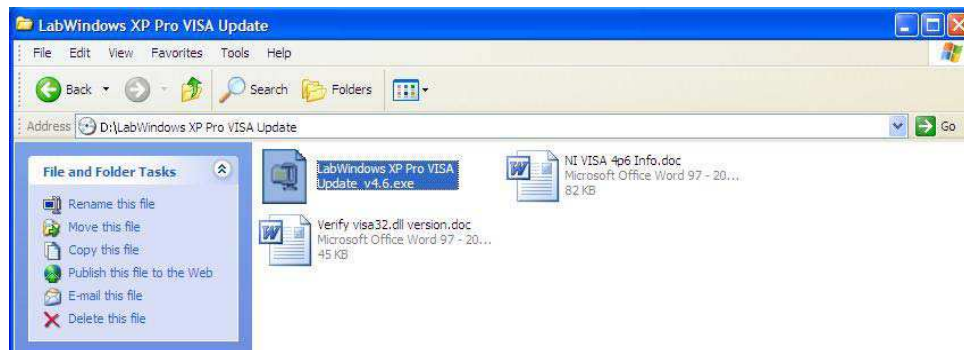 LabWindows XP Pro VISA Update
File Edit View Favorites Tools Help
Back Search Folders
Address D:\LabWindows XP Pro VISA Update Go
File and Folder Tasks
Rename this file
Move this file
Copy this file
Publish this file to the Web
E-mail this file
Delete this file
LabWindows XP Pro VISA
Update_v4.6.exe
NI VISA 4p6 Info.doc
Microsoft Office Word 97 - 20...
82 KB
Verify visa32.dll version.doc
Microsoft Office Word 97 - 20...
45 KB